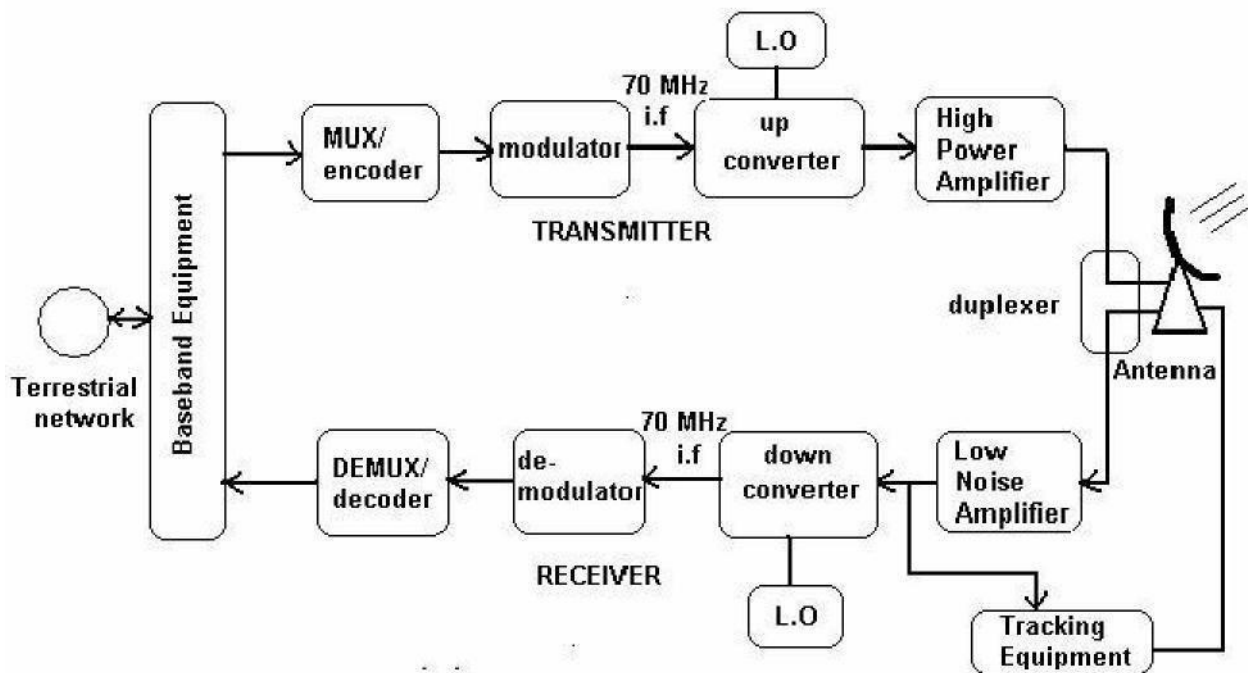 L.O
70 MHz
i.f
MUX/
encoder
modulator
up
converter
High
Power
Amplifier
TRANSMITTER
Baseband Equipment
duplexer
Antenna
Terrestrial
network
70 MHz
i.f
DEMUX/
decoder
de-
modulator
down
converter
Low
Noise
Amplifier
RECEIVER
L.O
Tracking
Equipment